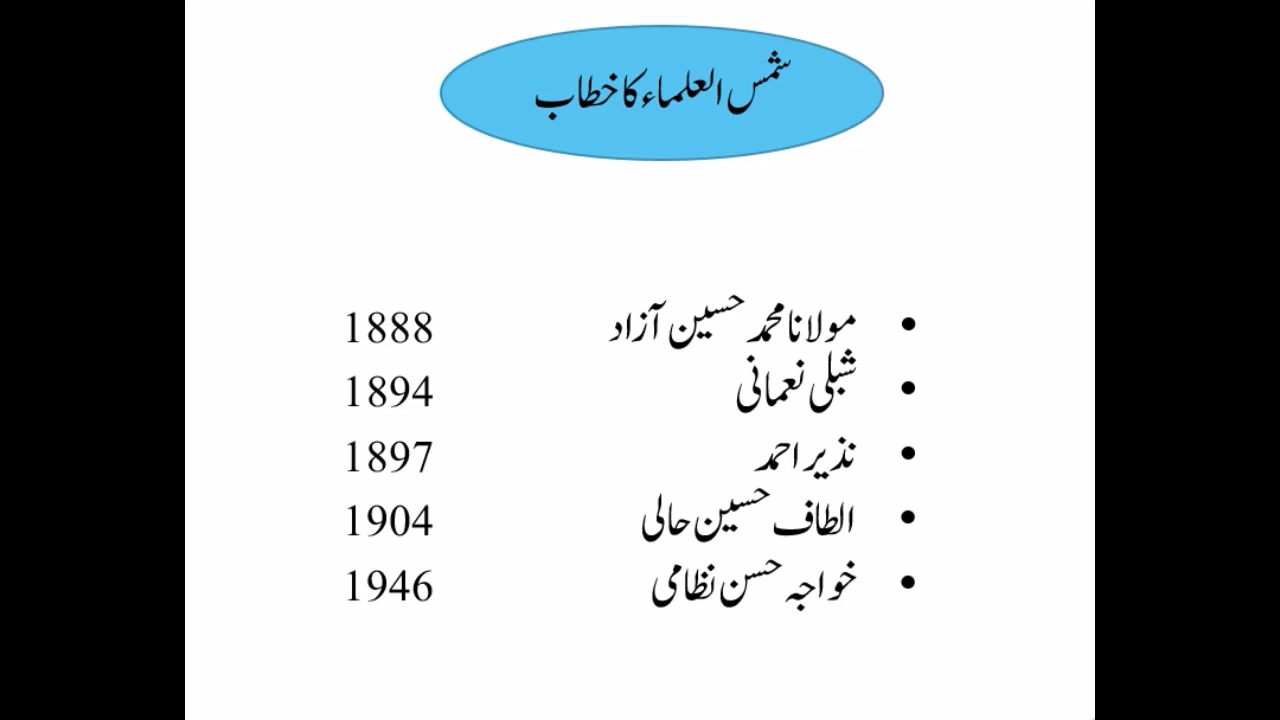 شمس العلماء کا خطاب
• مولانا محمد حسین آزاد 1888
• شبلی نعمانی 1894
• نذیر احمد 1897
• الطاف حسین حالی 1904
• خواجہ حسن نظامی 1946